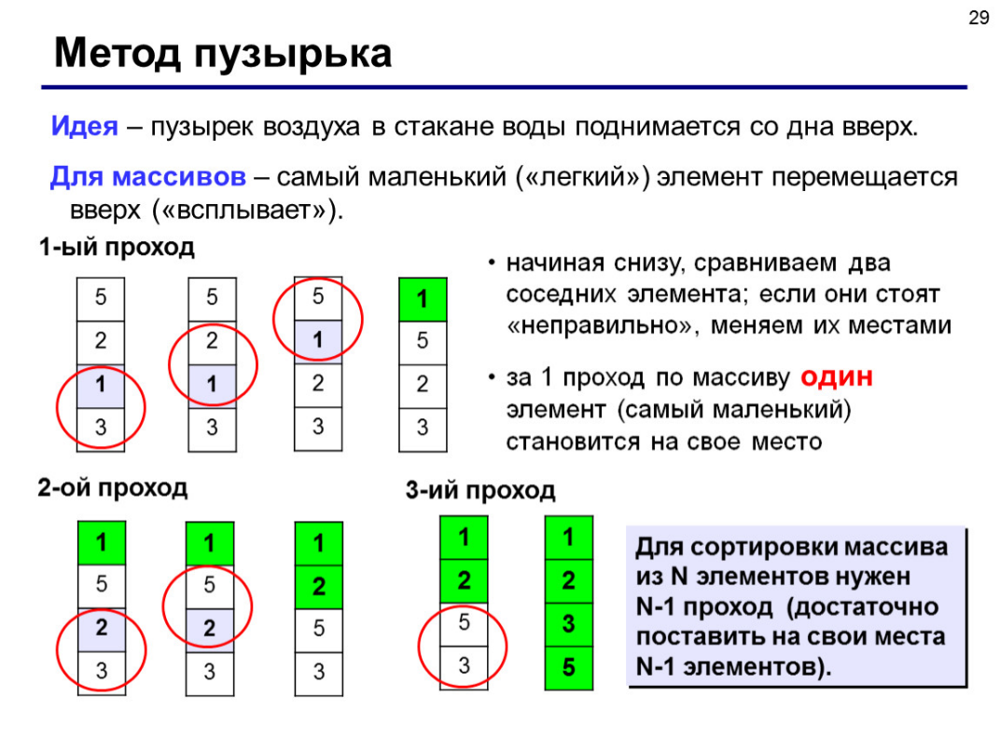 29
Метод пузырька
Идея – пузырек воздуха в стакане воды поднимается со дна вверх.
Для массивов – самый маленький («легкий») элемент перемещается
вверх («всплывает»).
1-ый проход
5 5 5 1
2 2 1 5
1 1 2 2
3 3 3 3
• начиная снизу, сравниваем два
соседних элемента; если они стоят
«неправильно», меняем их местами
• за 1 проход по массиву один
элемент (самый маленький)
становится на свое место
2-ой проход
1 1 1
5 5 2
2 2 5
3 3 3
3-ий проход
1 1
2 2
5 3
3 5
Для сортировки массива
из N элементов нужен
N-1 проход (достаточно
поставить на свои места
N-1 элементов).